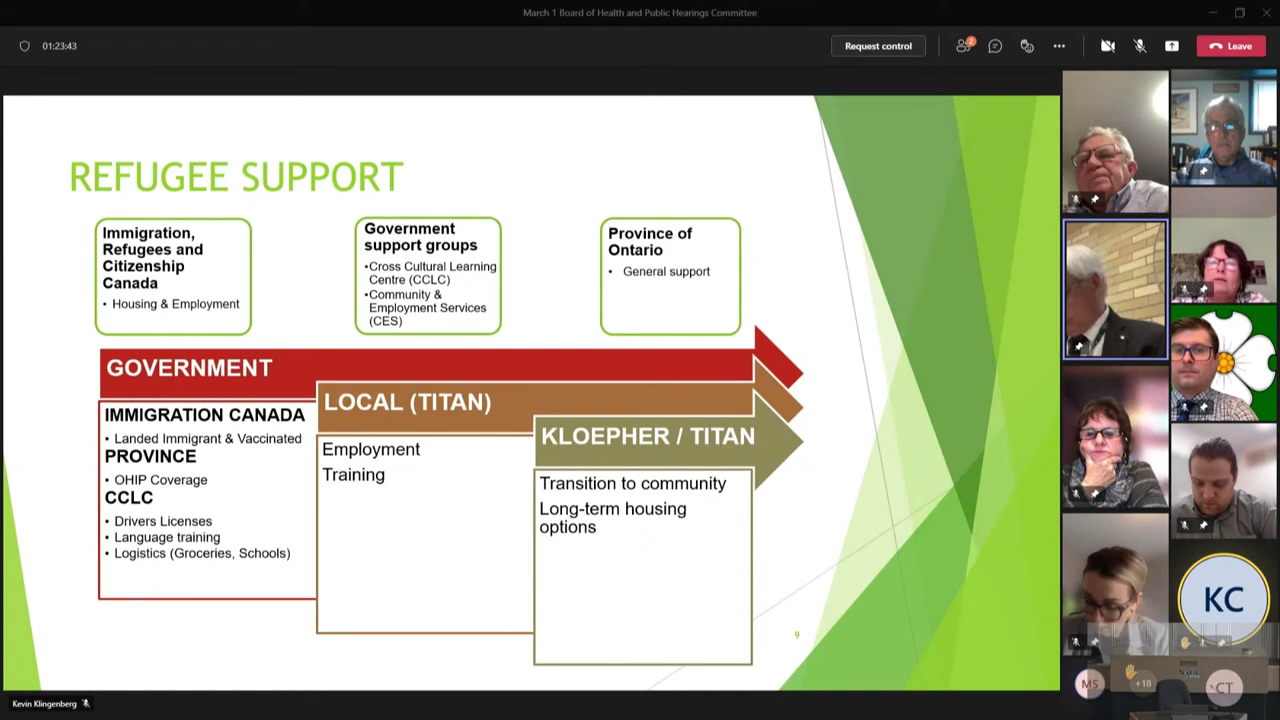 March 1 Board of Health and Public Hearings Committee
01:23:43
Request control
2
Leave
REFUGEE SUPPORT
Immigration,
Refugees and
Citizenship
Canada
• Housing & Employment
Government
support groups
•Cross Cultural Learning
Centre (CCLC)
•Community &
Employment Services
(CES)
Province of
Ontario
• General support
GOVERNMENT
IMMIGRATION CANADA
• Landed Immigrant & Vaccinated
PROVINCE
• OHIP Coverage
CCLC
• Drivers Licenses
• Language training
• Logistics (Groceries, Schools)
LOCAL (TITAN)
Employment
Training
KLOEPHER / TITAN
Transition to community
Long-term housing
options
9
KC
MS
+18
CT
Kevin Klingenberg